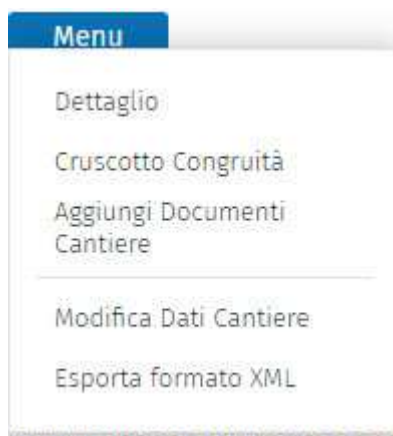 Menu
Dettaglio
Cruscotto Congruità
Aggiungi Documenti
Cantiere
Modifica Dati Cantiere
Esporta formato XML